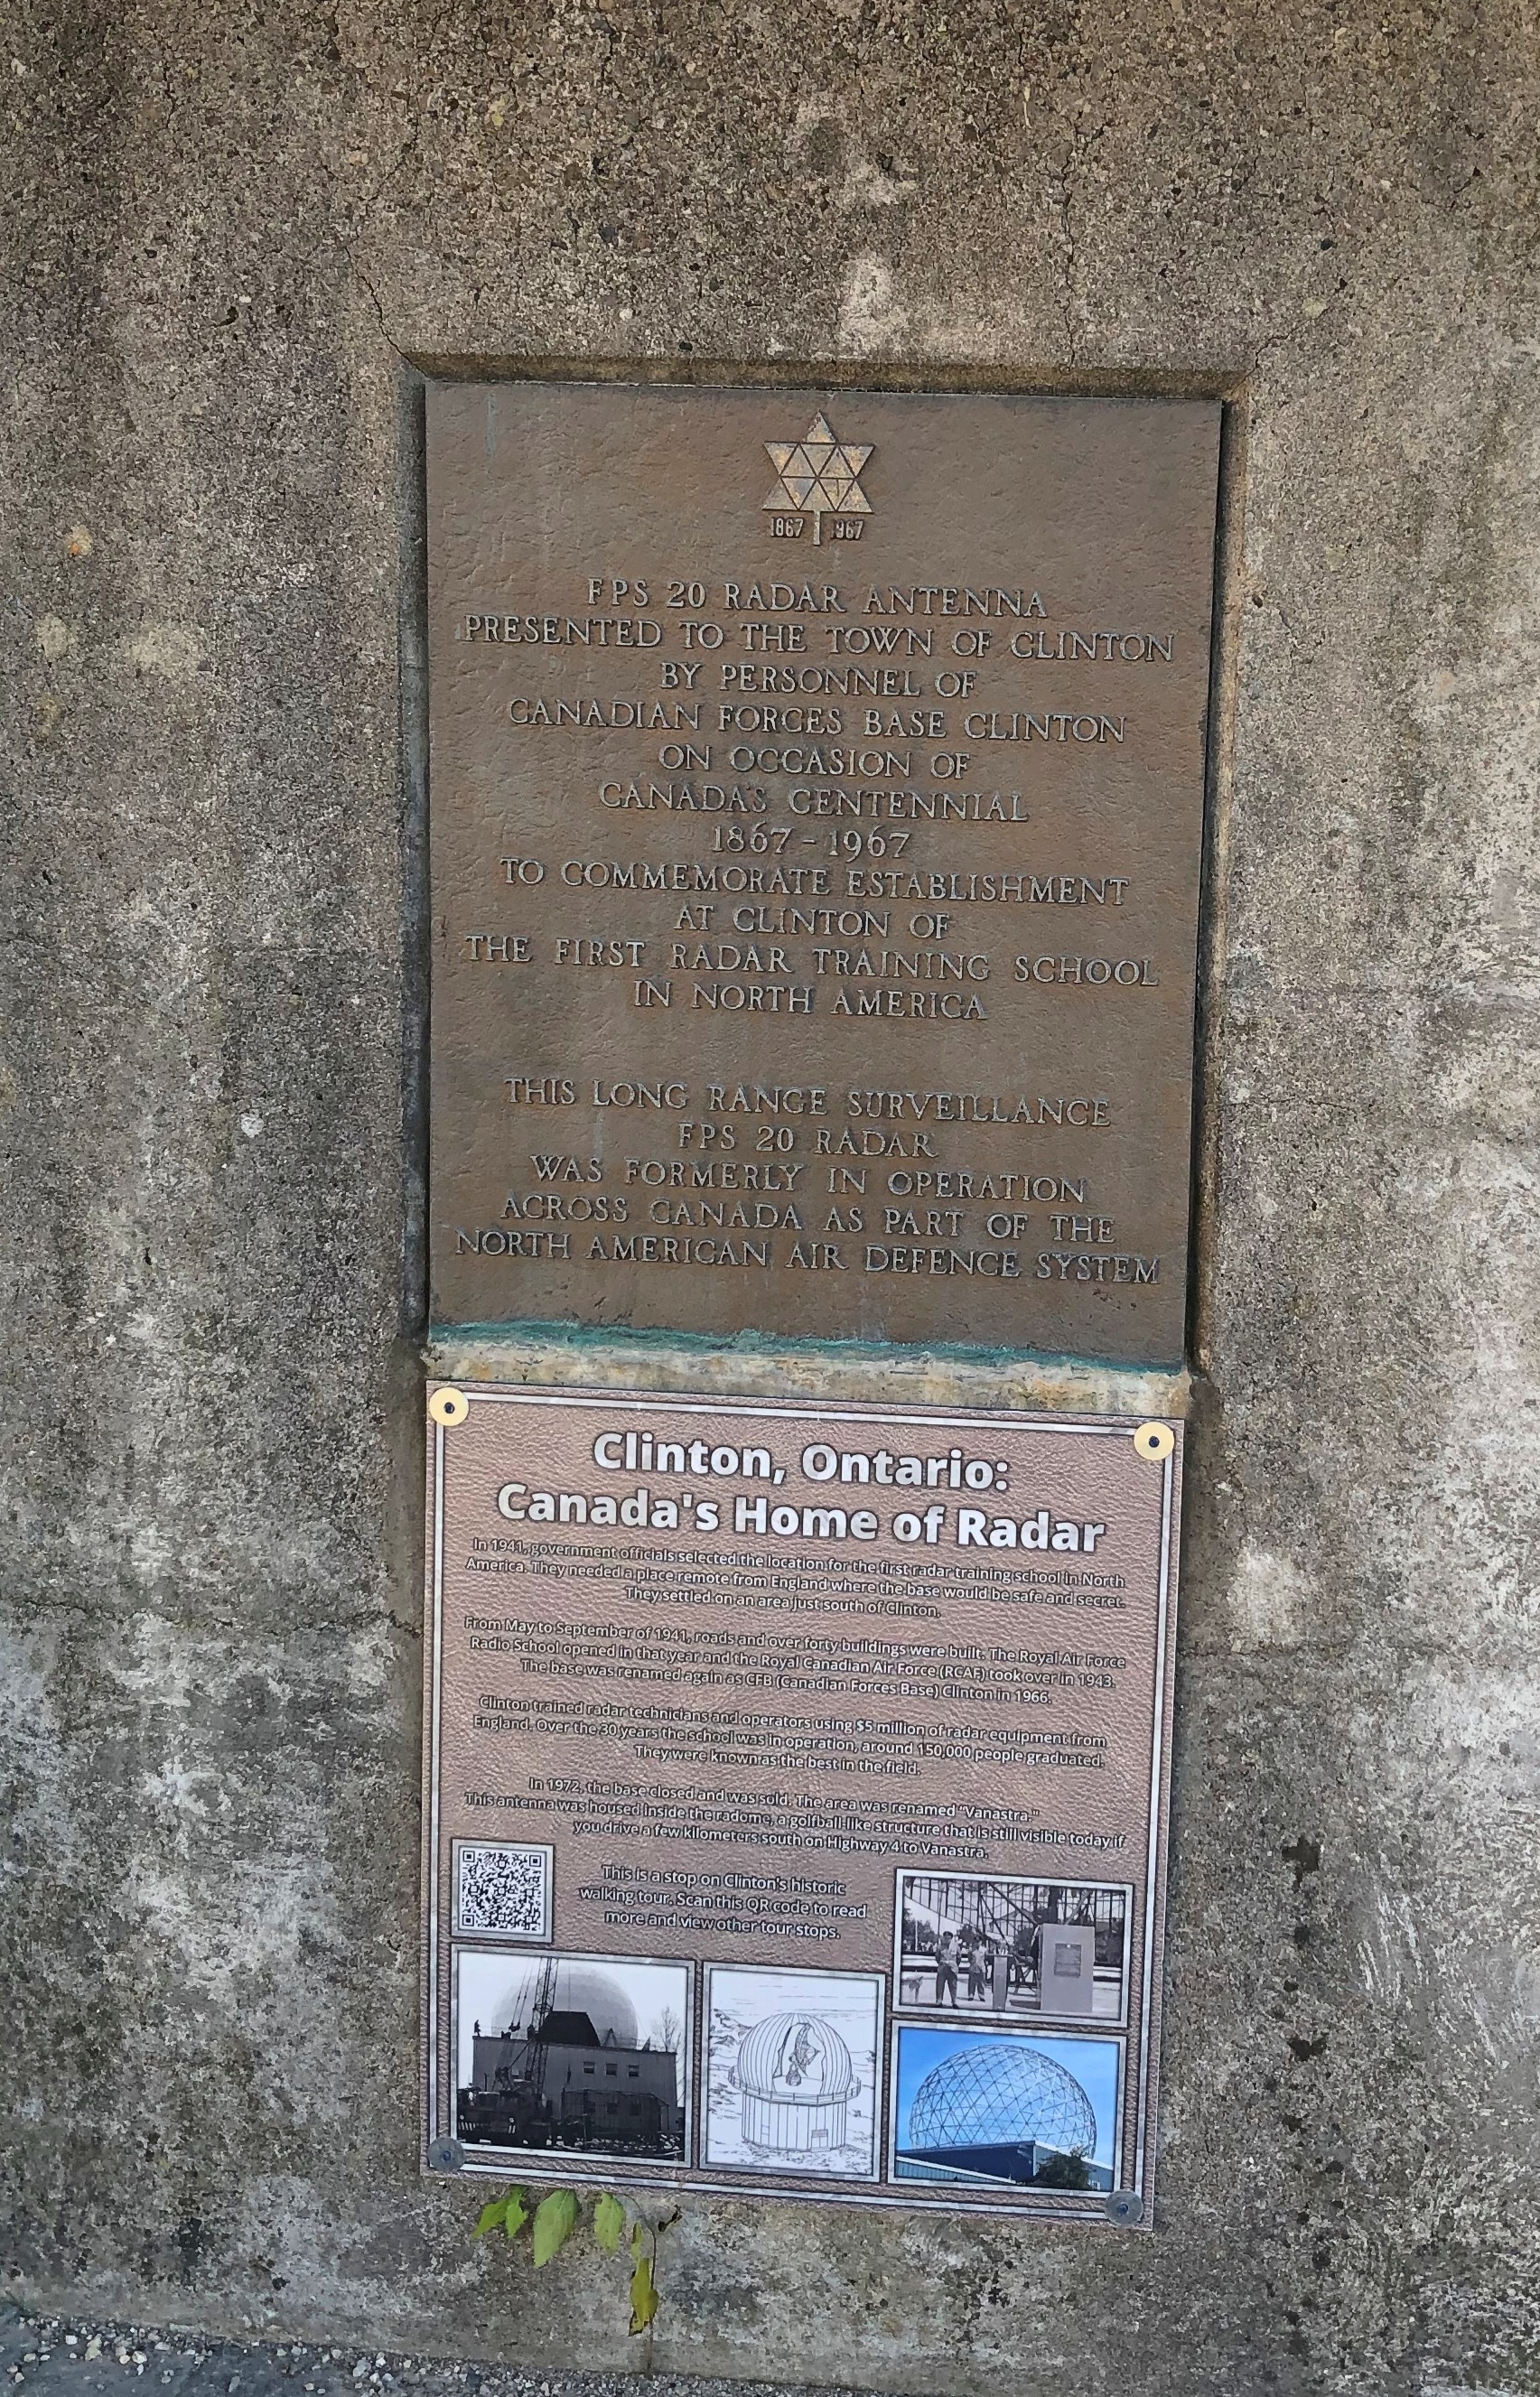 1867 1967
FPS 20 RADAR ANTENNA
PRESENTED TO THE TOWN OF CLINTON
BY PERSONNEL OF
CANADIAN FORCES BASE CLINTON
ON OCCASION OF
CANADA'S CENTENNIAL
1867-1967
TO COMMEMORATE ESTABLISHMENT
AT CLINTON OF
THE FIRST RADAR TRAINING SCHOOL
IN NORTH AMERICA
THIS LONG RANGE SURVEILLANCE
FPS 20 RADAR
WAS FORMERLY IN OPERATION
ACROSS CANADA AS PART OF THE
NORTH AMERICAN AIR DEFENCE SYSTEM
Clinton, Ontario:
Canada's Home of Radar
In 1941, government officials selected the location for the first radar training school in North
America. They needed a place remote from England where the base would be safe and secret.
They settled on an area just south of Clinton.
From May to September of 1941, roads and over forty buildings were built. The Royal Air Force
Radio School opened in that year and the Royal Canadian Air Force (RCAF) took over in 1943.
The base was renamed again as CFB (Canadian Forces Base) Clinton in 1966.
Clinton trained radar technicians and operators using $5 million of radar equipment from
England. Over the 30 years the school was in operation, around 150,000 people graduated.
They were known as the best in the field.
In 1972, the base closed and was sold. The area was renamed "Vanastra."
This antenna was housed inside the radome, a golfball-like structure that is still visible today if
you drive a few kilometers south on Highway 4 to Vanastra.
This is a stop on Clinton's historic
walking tour. Scan this QR code to read
more and view other tour stops.